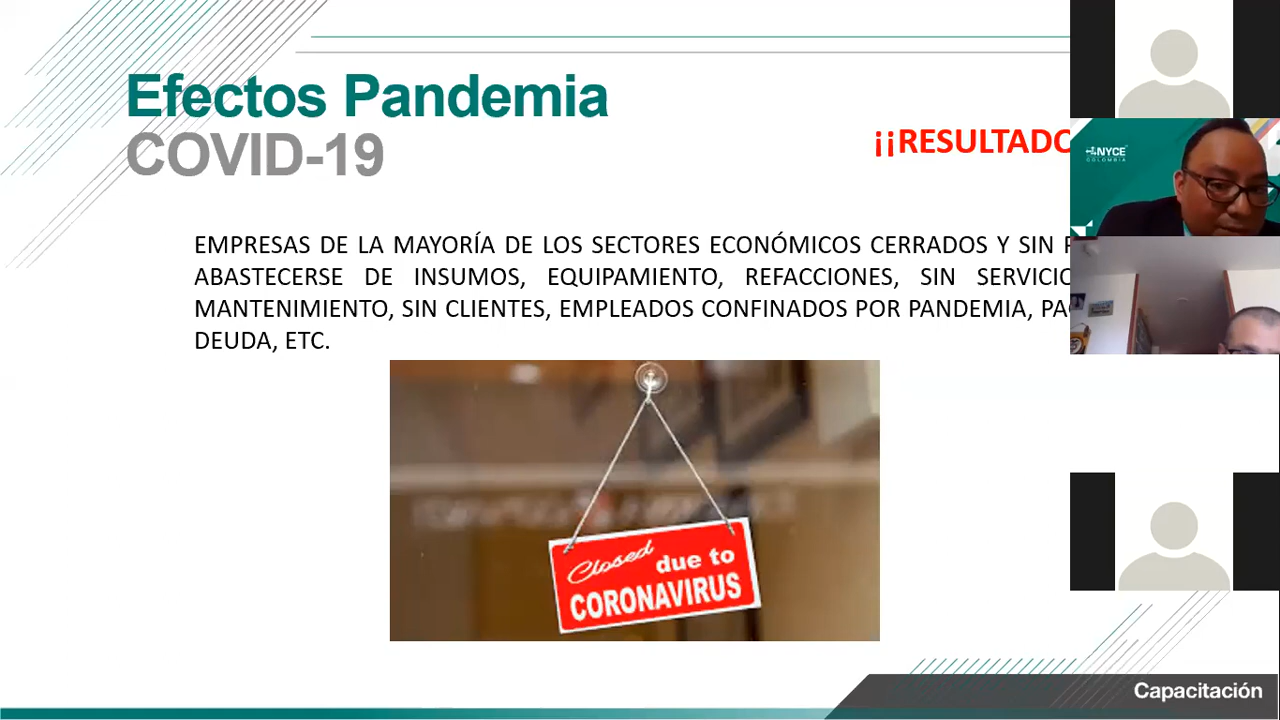 Efectos Pandemia
COVID-19
¡¡RESULTADO
NYCE
COLOMBIA
EMPRESAS DE LA MAYORÍA DE LOS SECTORES ECONÓMICOS CERRADOS Y SIN
ABASTECERSE DE INSUMOS, EQUIPAMIENTO, REFACCIONES, SIN SERVICIO
MANTENIMIENTO, SIN CLIENTES, EMPLEADOS CONFINADOS POR PANDEMIA,
DEUDA, ETC.
Closed due to
CORONAVIRUS
Capacitación